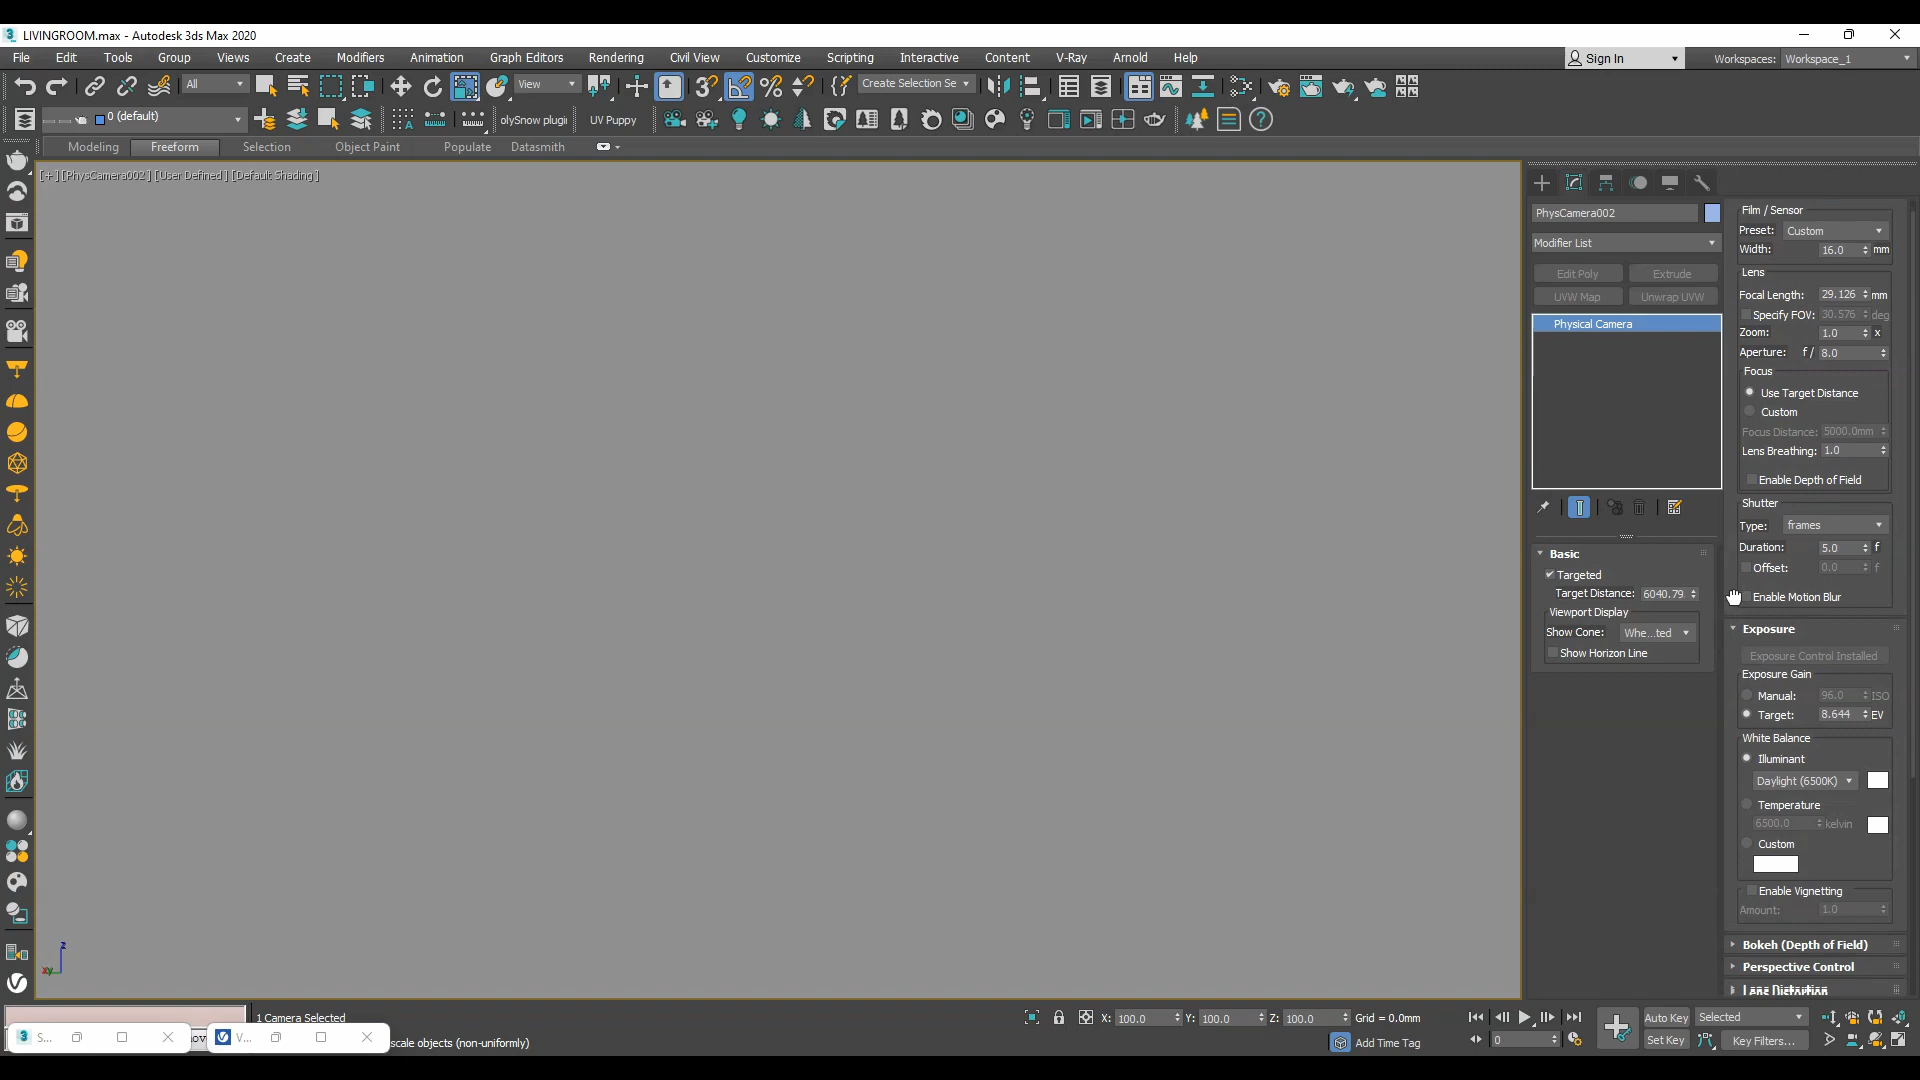 LIVINGROOM.max - Autodesk 3ds Max 2020
File Edit Tools Group Views Create Modifiers Animation Graph Editors Rendering Civil View Customize Scripting Interactive Content V-Ray Arnold Help
Sign In Workspaces: Workspace_1
All View Create Selection Se
0 (default) olySnow plugin UV Puppy
Modeling Freeform Selection Object Paint Populate Datasmith
[+] [PhysCamera002] [User Defined] [Default Shading]
PhysCamera002
Modifier List
Edit Poly Extrude
UVW Map Unwrap UVW
Physical Camera
Basic
Targeted
Target Distance: 6040.79
Viewport Display
Show Cone: Whe...ted
Show Horizon Line
Film / Sensor
Preset: Custom
Width: 16.0 mm
Lens
Focal Length: 29.126 mm
Specify FOV: 30.576 deg
Zoom: 1.0 x
Aperture: f / 8.0
Focus
Use Target Distance
Custom
Focus Distance: 5000.0mm
Lens Breathing: 1.0
Enable Depth of Field
Shutter
Type: frames
Duration: 5.0 f
Offset: 0.0 f
Enable Motion Blur
Exposure
Exposure Control Installed
Exposure Gain
Manual: 96.0 ISO
Target: 8.644 EV
White Balance
Illuminant
Daylight (6500K)
Temperature
6500.0 kelvin
Custom
Enable Vignetting
Amount: 1.0
Bokeh (Depth of Field)
Perspective Control
Lens Distortion
z
xy
1 Camera Selected
X: 100.0 Y: 100.0 Z: 100.0 Grid = 0.0mm
Auto Key Selected
S... V... scale objects (non-uniformly)
Add Time Tag
0
Set Key Key Filters...